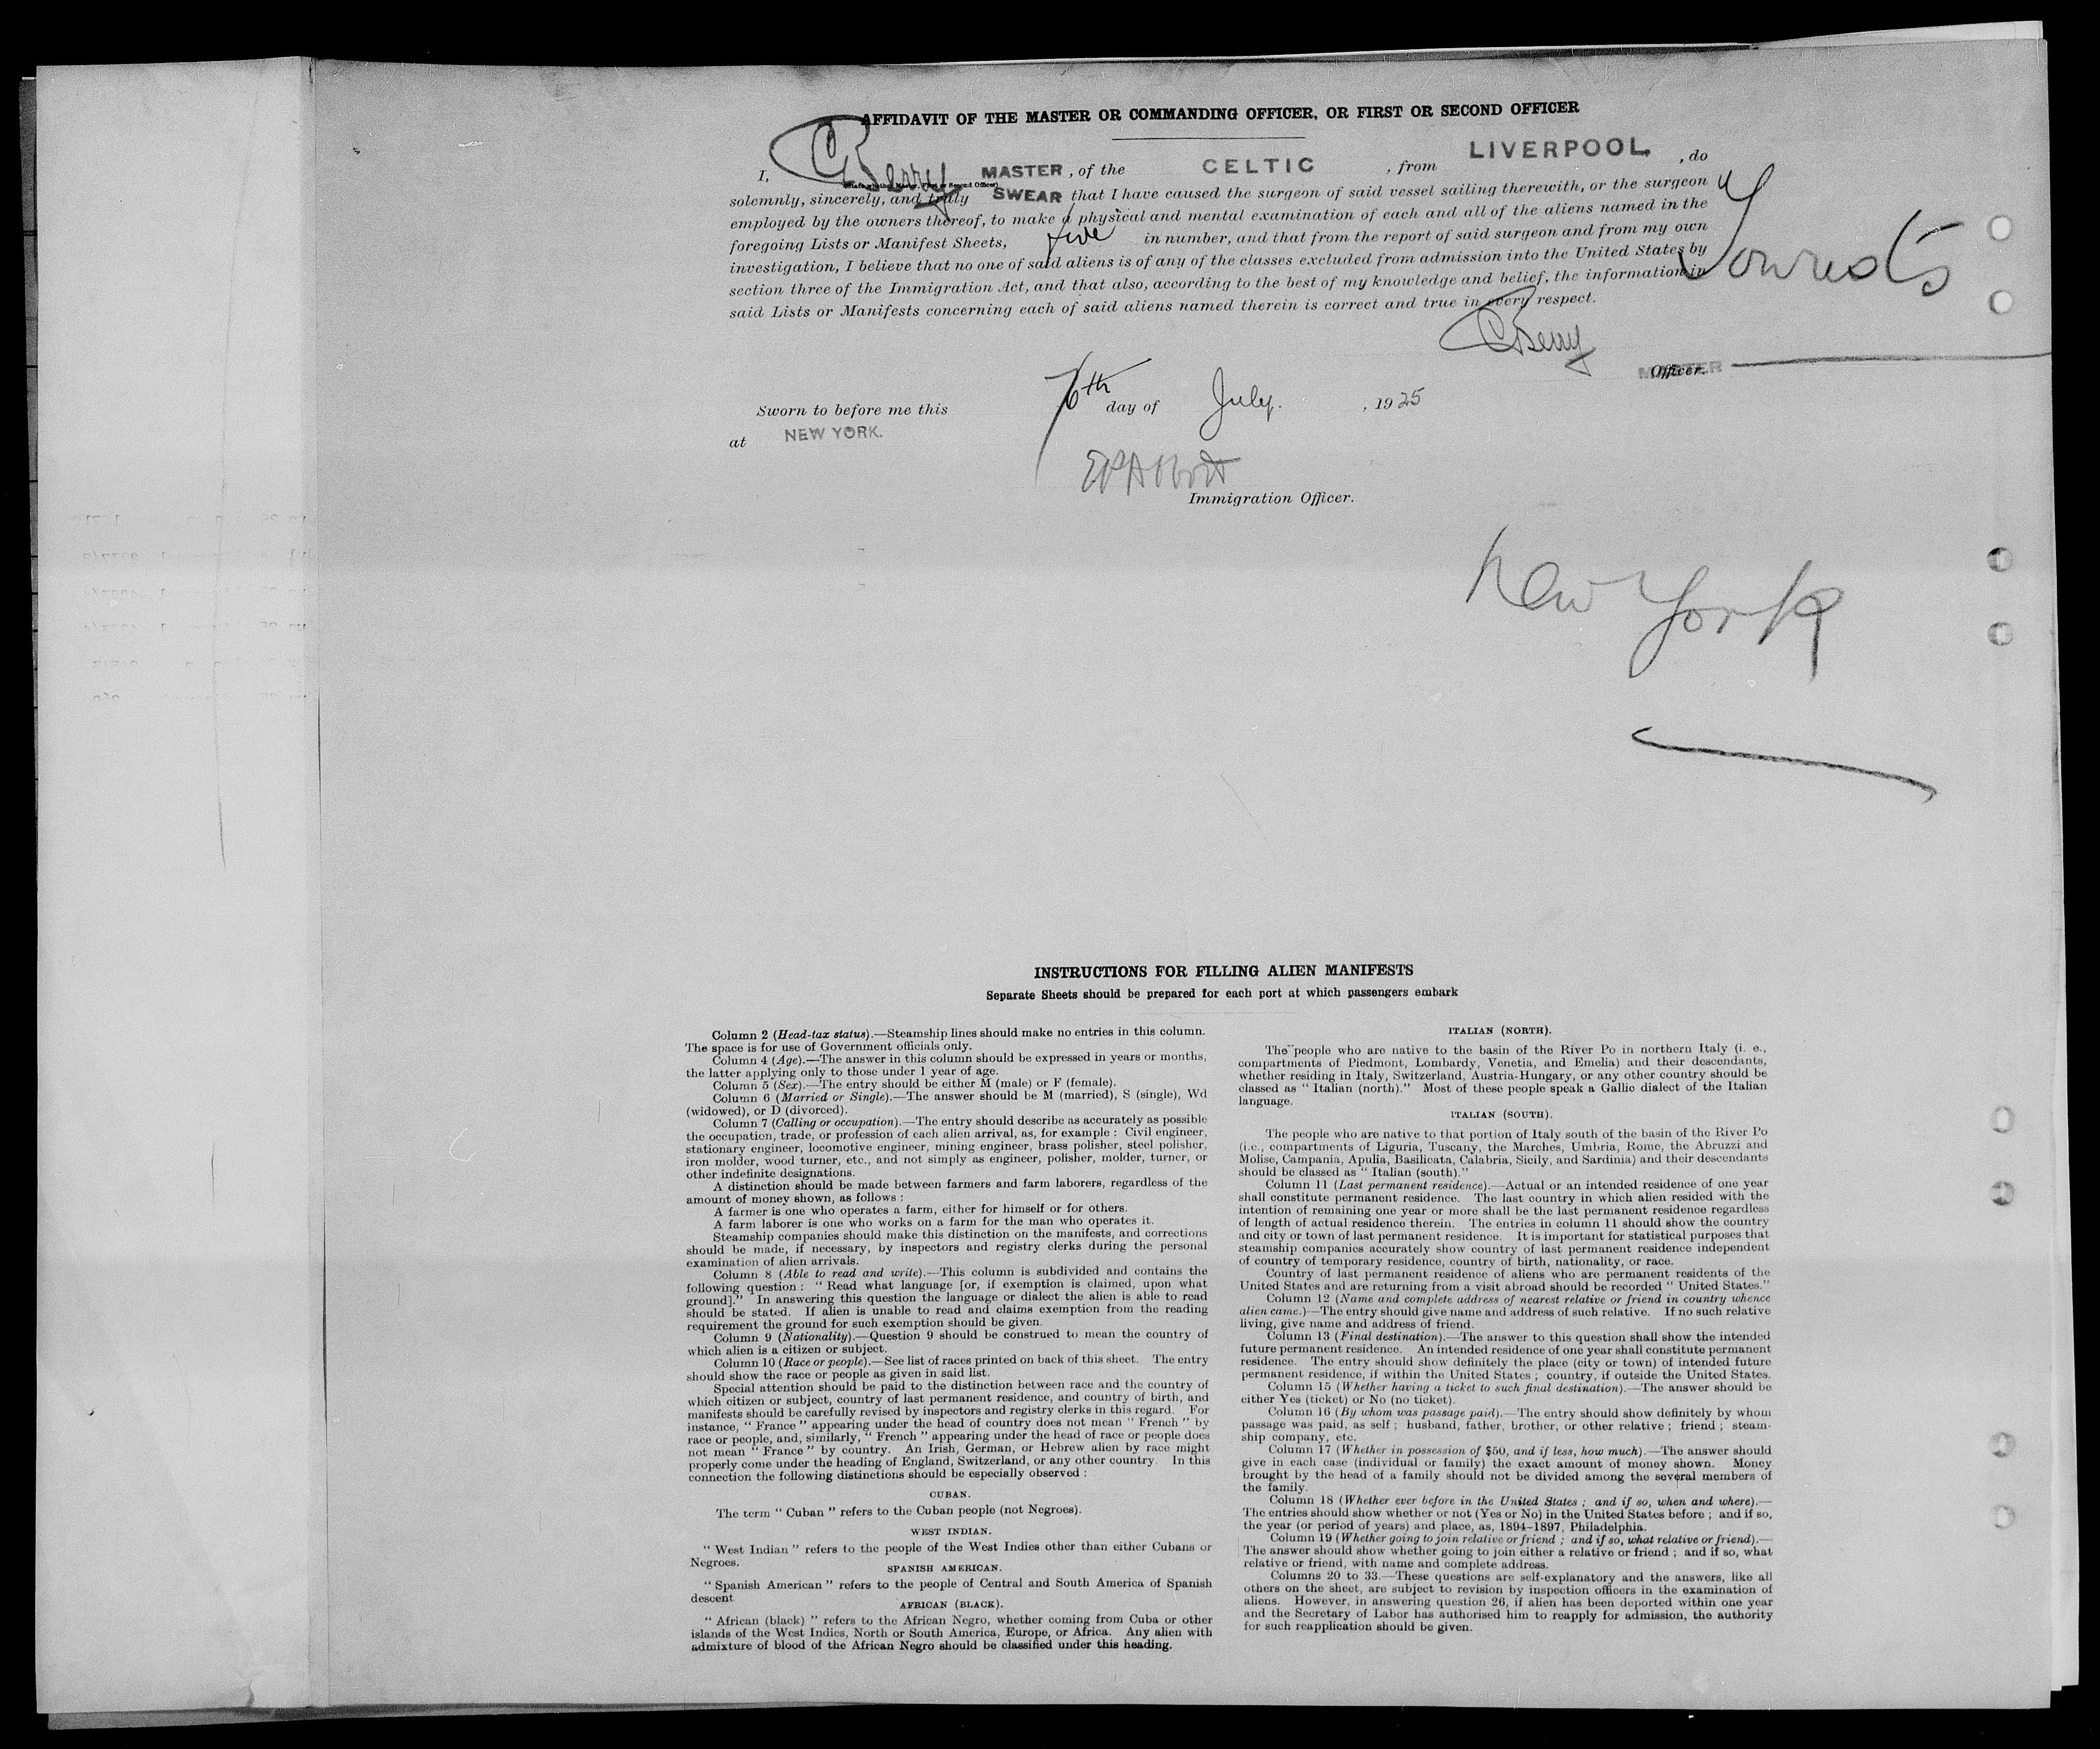 AFFIDAVIT OF THE MASTER OR COMMANDING OFFICER, OR FIRST OR SECOND OFFICER
I, C Berry MASTER, of the CELTIC, from LIVERPOOL, do
(State whether Master, First or Second Officer)
solemnly, sincerely, and truly SWEAR that I have caused the surgeon of said vessel sailing therewith, or the surgeon
employed by the owners thereof, to make a physical and mental examination of each and all of the aliens named in the
foregoing Lists or Manifest Sheets, five in number, and that from the report of said surgeon and from my own
investigation, I believe that no one of said aliens is of any of the classes excluded from admission into the United States by
section three of the Immigration Act, and that also, according to the best of my knowledge and belief, the information in
said Lists or Manifests concerning each of said aliens named therein is correct and true in every respect.
Tourists
C Berry
MASTER Officer.
Sworn to before me this 6th day of July. , 1925
at NEW YORK.
Immigration Officer.
New York
INSTRUCTIONS FOR FILLING ALIEN MANIFESTS
Separate Sheets should be prepared for each port at which passengers embark
Column 2 (Head-tax status).—Steamship lines should make no entries in this column.
The space is for use of Government officials only.
Column 4 (Age).—The answer in this column should be expressed in years or months,
the latter applying only to those under 1 year of age.
Column 5 (Sex).—The entry should be either M (male) or F (female).
Column 6 (Married or Single).—The answer should be M (married), S (single), Wd
(widowed), or D (divorced).
Column 7 (Calling or occupation).—The entry should describe as accurately as possible
the occupation, trade, or profession of each alien arrival, as, for example : Civil engineer,
stationary engineer, locomotive engineer, mining engineer, brass polisher, steel polisher,
iron molder, wood turner, etc., and not simply as engineer, polisher, molder, turner, or
other indefinite designations.
A distinction should be made between farmers and farm laborers, regardless of the
amount of money shown, as follows :
A farmer is one who operates a farm, either for himself or for others.
A farm laborer is one who works on a farm for the man who operates it.
Steamship companies should make this distinction on the manifests, and corrections
should be made, if necessary, by inspectors and registry clerks during the personal
examination of alien arrivals.
Column 8 (Able to read and write).—This column is subdivided and contains the
following question : " Read what language [or, if exemption is claimed, upon what
ground]." In answering this question the language or dialect the alien is able to read
should be stated. If alien is unable to read and claims exemption from the reading
requirement the ground for such exemption should be given.
Column 9 (Nationality).—Question 9 should be construed to mean the country of
which alien is a citizen or subject.
Column 10 (Race or people).—See list of races printed on back of this sheet. The entry
should show the race or people as given in said list.
Special attention should be paid to the distinction between race and the country of
which citizen or subject, country of last permanent residence, and country of birth, and
manifests should be carefully revised by inspectors and registry clerks in this regard. For
instance, " France " appearing under the head of country does not mean " French " by
race or people, and, similarly, " French " appearing under the head of race or people does
not mean " France " by country. An Irish, German, or Hebrew alien by race might
properly come under the heading of England, Switzerland, or any other country. In this
connection the following distinctions should be especially observed :
CUBAN.
The term " Cuban " refers to the Cuban people (not Negroes).
WEST INDIAN.
" West Indian " refers to the people of the West Indies other than either Cubans or
Negroes.
SPANISH AMERICAN.
" Spanish American " refers to the people of Central and South America of Spanish
descent
AFRICAN (BLACK).
" African (black) " refers to the African Negro, whether coming from Cuba or other
islands of the West Indies, North or South America, Europe, or Africa. Any alien with
admixture of blood of the African Negro should be classified under this heading.
ITALIAN (NORTH).
The people who are native to the basin of the River Po in northern Italy (i. e.,
compartments of Piedmont, Lombardy, Venetia, and Emelia) and their descendants,
whether residing in Italy, Switzerland, Austria-Hungary, or any other country should be
classed as " Italian (north)." Most of these people speak a Gallic dialect of the Italian
language.
ITALIAN (SOUTH).
The people who are native to that portion of Italy south of the basin of the River Po
(i.e., compartments of Liguria, Tuscany, the Marches, Umbria, Rome, the Abruzzi and
Molise, Campania, Apulia, Basilicata, Calabria, Sicily, and Sardinia) and their descendants
should be classed as " Italian (south)."
Column 11 (Last permanent residence).—Actual or an intended residence of one year
shall constitute permanent residence. The last country in which alien resided with the
intention of remaining one year or more shall be the last permanent residence regardless
of length of actual residence therein. The entries in column 11 should show the country
and city or town of last permanent residence. It is important for statistical purposes that
steamship companies accurately show country of last permanent residence independent
of country of temporary residence, country of birth, nationality, or race.
Country of last permanent residence of aliens who are permanent residents of the
United States and are returning from a visit abroad should be recorded " United States."
Column 12 (Name and complete address of nearest relative or friend in country whence
alien came.)—The entry should give name and address of such relative. If no such relative
living, give name and address of friend.
Column 13 (Final destination).—The answer to this question shall show the intended
future permanent residence. An intended residence of one year shall constitute permanent
residence. The entry should show definitely the place (city or town) of intended future
permanent residence, if within the United States ; country, if outside the United States.
Column 15 (Whether having a ticket to such final destination).—The answer should be
either Yes (ticket) or No (no ticket).
Column 16 (By whom was passage paid).—The entry should show definitely by whom
passage was paid, as self ; husband, father, brother, or other relative ; friend ; steam-
ship company, etc.
Column 17 (Whether in possession of $50, and if less, how much).—The answer should
give in each case (individual or family) the exact amount of money shown. Money
brought by the head of a family should not be divided among the several members of
the family.
Column 18 (Whether ever before in the United States ; and if so, when and where).—
The entries should show whether or not (Yes or No) in the United States before ; and if so,
the year (or period of years) and place, as, 1894–1897, Philadelphia.
Column 19 (Whether going to join relative or friend ; and if so, what relative or friend).—
The answer should show whether going to join either a relative or friend ; and if so, what
relative or friend, with name and complete address.
Columns 20 to 33.—These questions are self-explanatory and the answers, like all
others on the sheet, are subject to revision by inspection officers in the examination of
aliens. However, in answering question 26, if alien has been deported within one year
and the Secretary of Labor has authorised him to reapply for admission, the authority
for such reapplication should be given.